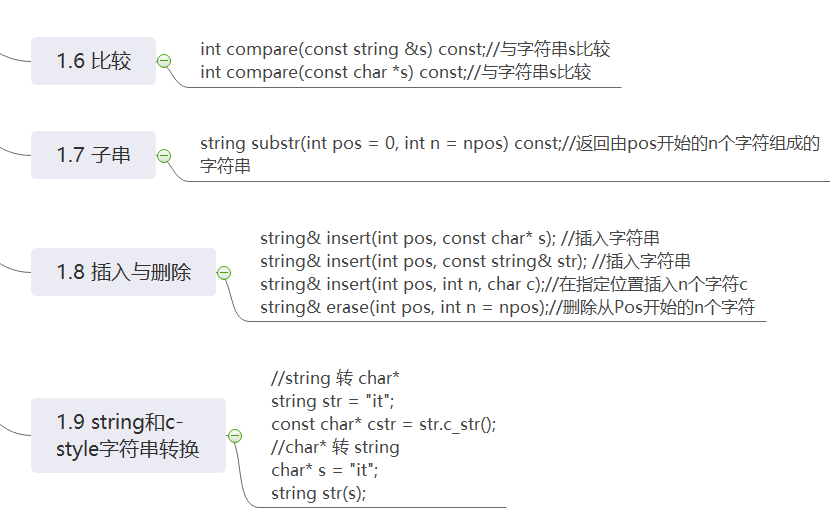 1.6 比较
int compare(const string &s) const;//与字符串s比较
int compare(const char *s) const;//与字符串s比较
1.7 子串
string substr(int pos = 0, int n = npos) const;//返回由pos开始的n个字符组成的
字符串
1.8 插入与删除
string& insert(int pos, const char* s); //插入字符串
string& insert(int pos, const string& str); //插入字符串
string& insert(int pos, int n, char c);//在指定位置插入n个字符c
string& erase(int pos, int n = npos);//删除从Pos开始的n个字符
1.9 string和c-
style字符串转换
//string 转 char*
string str = "it";
const char* cstr = str.c_str();
//char* 转 string
char* s = "it";
string str(s);